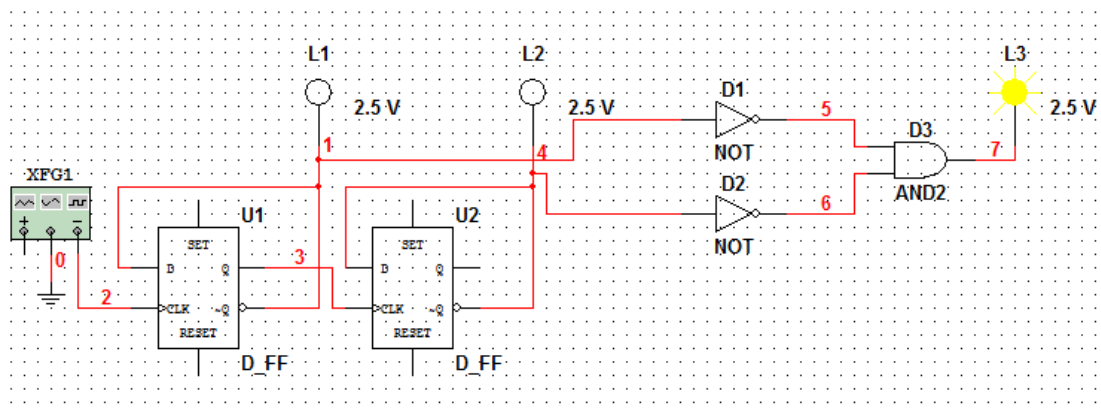 L1
2.5 V
L2
2.5 V
L3
2.5 V
D1
NOT
5
D3
AND2
7
D2
NOT
6
1
4
XFG1
+
−
0
2
U1
SET
D
Q
CLK
~Q
RESET
D_FF
3
U2
SET
D
Q
CLK
~Q
RESET
D_FF